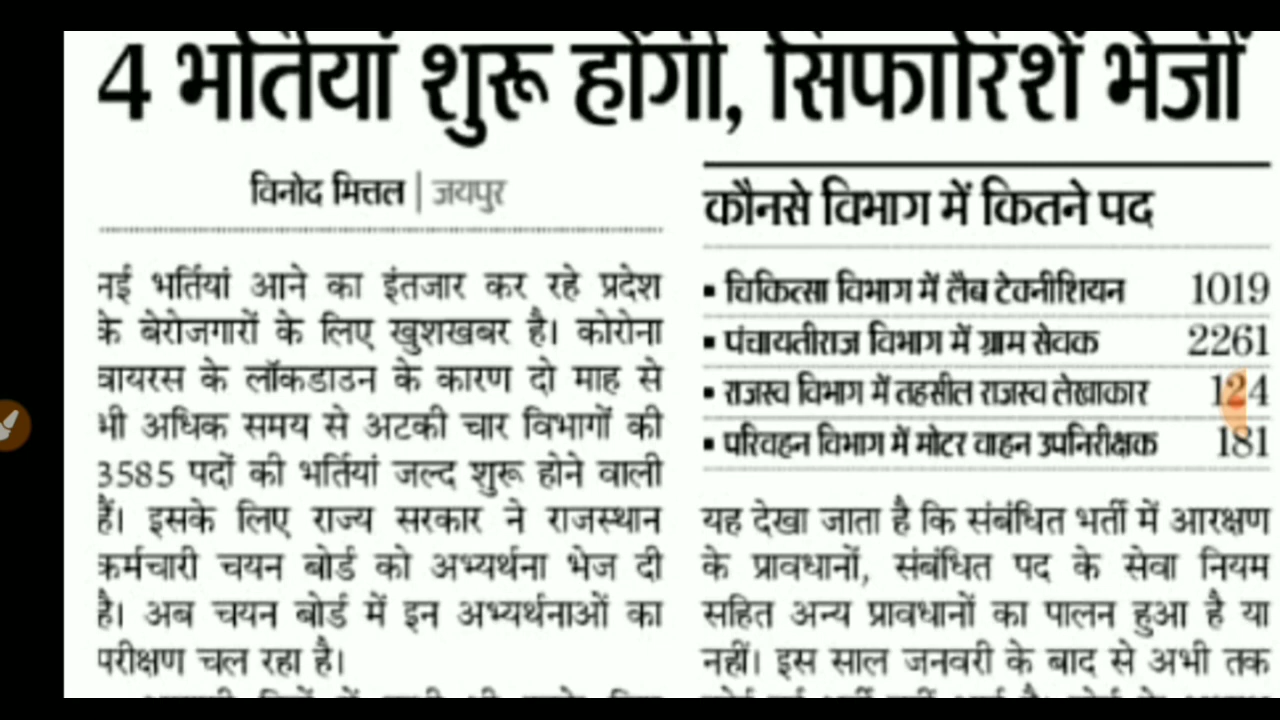 4 भर्तियां शुरू होंगी, सिफारिशें भेजीं
विनोद मित्तल | जयपुर
नई भर्तियां आने का इंतजार कर रहे प्रदेश
के बेरोजगारों के लिए खुशखबर है। कोरोना
वायरस के लॉकडाउन के कारण दो माह से
भी अधिक समय से अटकी चार विभागों की
3585 पदों की भर्तियां जल्द शुरू होने वाली
हैं। इसके लिए राज्य सरकार ने राजस्थान
कर्मचारी चयन बोर्ड को अभ्यर्थना भेज दी
है। अब चयन बोर्ड में इन अभ्यर्थनाओं का
परीक्षण चल रहा है।
कौनसे विभाग में कितने पद
▪ चिकित्सा विभाग में लैब टेक्नीशियन 1019
▪ पंचायतीराज विभाग में ग्राम सेवक 2261
▪ राजस्व विभाग में तहसील राजस्व लेखाकार 124
▪ परिवहन विभाग में मोटर वाहन उपनिरीक्षक 181
यह देखा जाता है कि संबंधित भर्ती में आरक्षण
के प्रावधानों, संबंधित पद के सेवा नियम
सहित अन्य प्रावधानों का पालन हुआ है या
नहीं। इस साल जनवरी के बाद से अभी तक